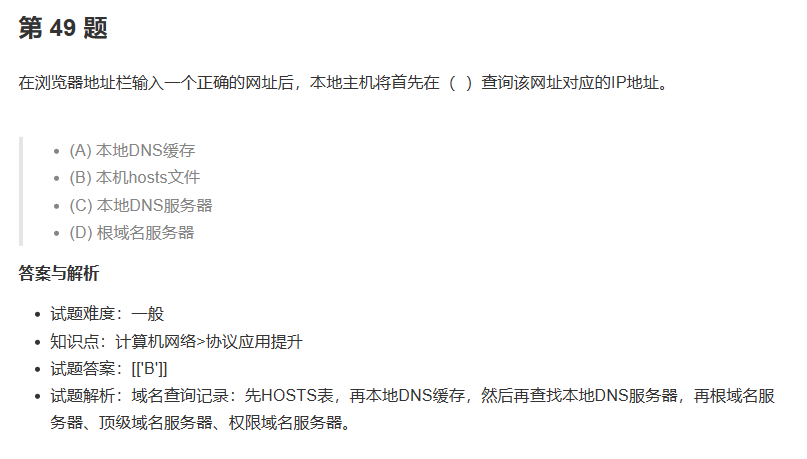 第 49 题
在浏览器地址栏输入一个正确的网址后，本地主机将首先在（ ）查询该网址对应的IP地址。
(A) 本地DNS缓存
(B) 本机hosts文件
(C) 本地DNS服务器
(D) 根域名服务器
答案与解析
试题难度：一般
知识点：计算机网络>协议应用提升
试题答案：[['B']]
试题解析：域名查询记录：先HOSTS表，再本地DNS缓存，然后再查找本地DNS服务器，再根域名服
务器、顶级域名服务器、权限域名服务器。